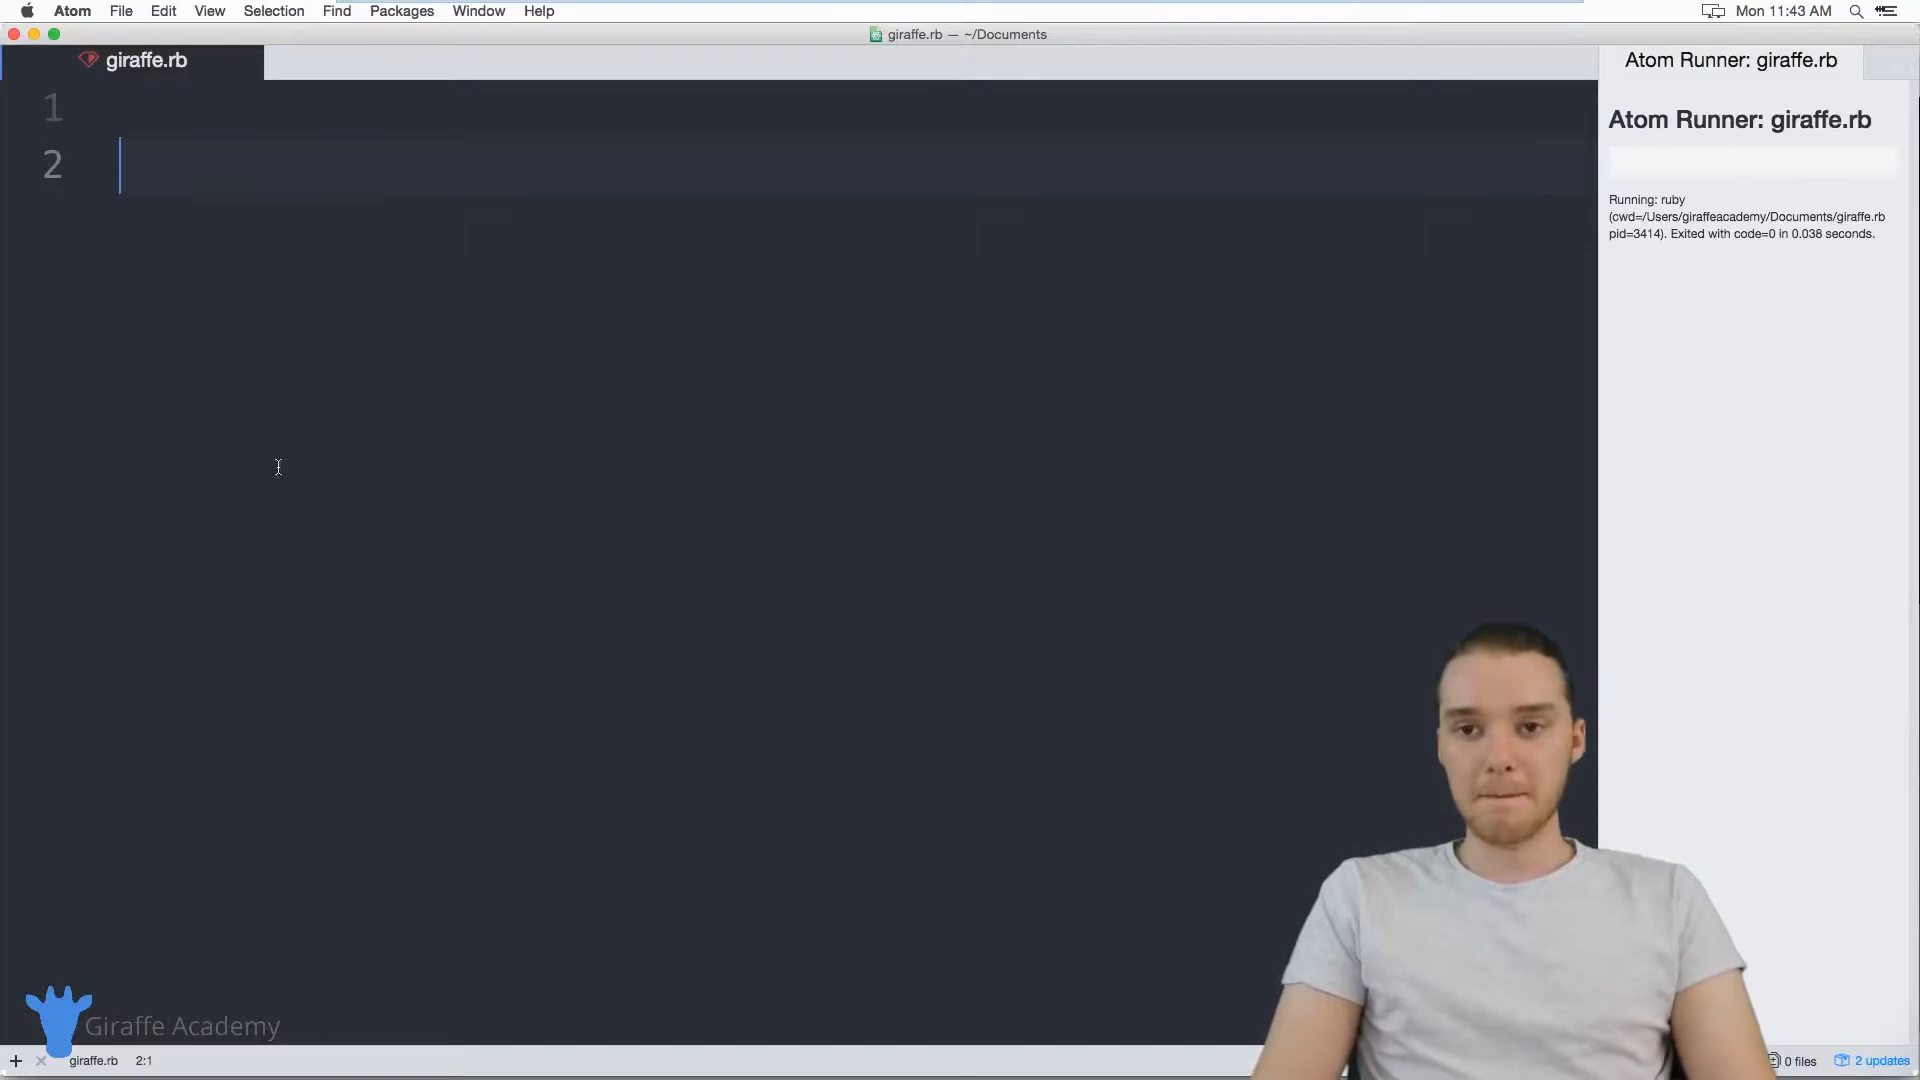 Atom File Edit View Selection Find Packages Window Help
Mon 11:43 AM
giraffe.rb — ~/Documents
giraffe.rb
Atom Runner: giraffe.rb
1
2
Atom Runner: giraffe.rb
Running: ruby
(cwd=/Users/giraffeacademy/Documents/giraffe.rb
pid=3414). Exited with code=0 in 0.038 seconds.
Giraffe Academy
giraffe.rb 2:1
0 files 2 updates